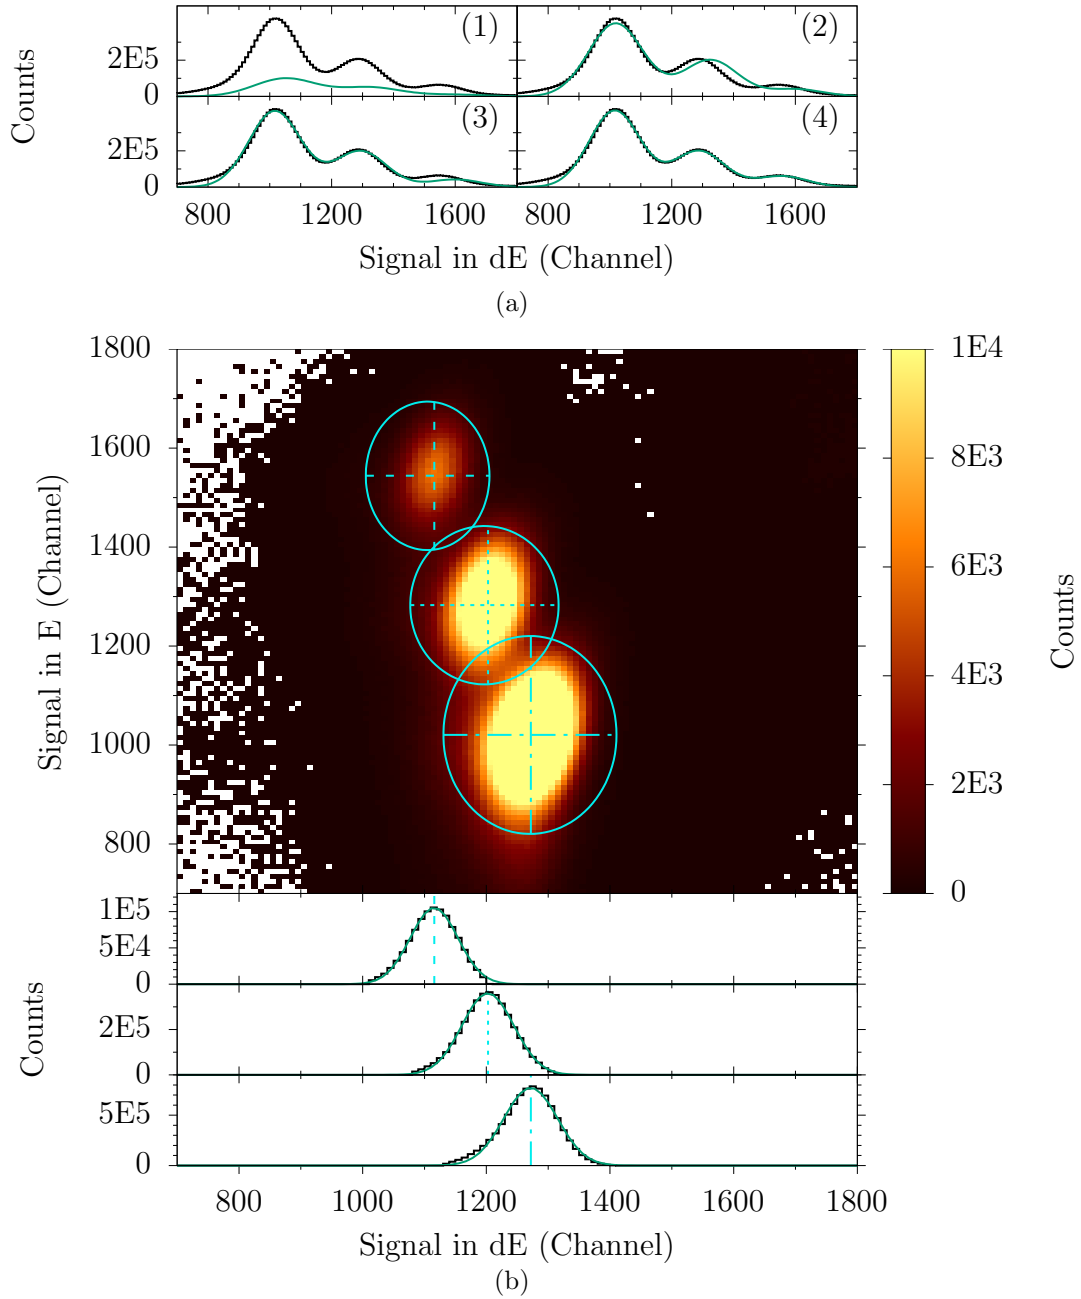 Counts
2E5
0
(1)
(2)
2E5
0
(3)
(4)
800
1200
1600
800
1200
1600
Signal in dE (Channel)
(a)
Signal in E (Channel)
1800
1600
1400
1200
1000
800
1E4
8E3
6E3
4E3
2E3
0
Counts
Counts
1E5
5E4
0
2E5
0
5E5
0
800
1000
1200
1400
1600
1800
Signal in dE (Channel)
(b)